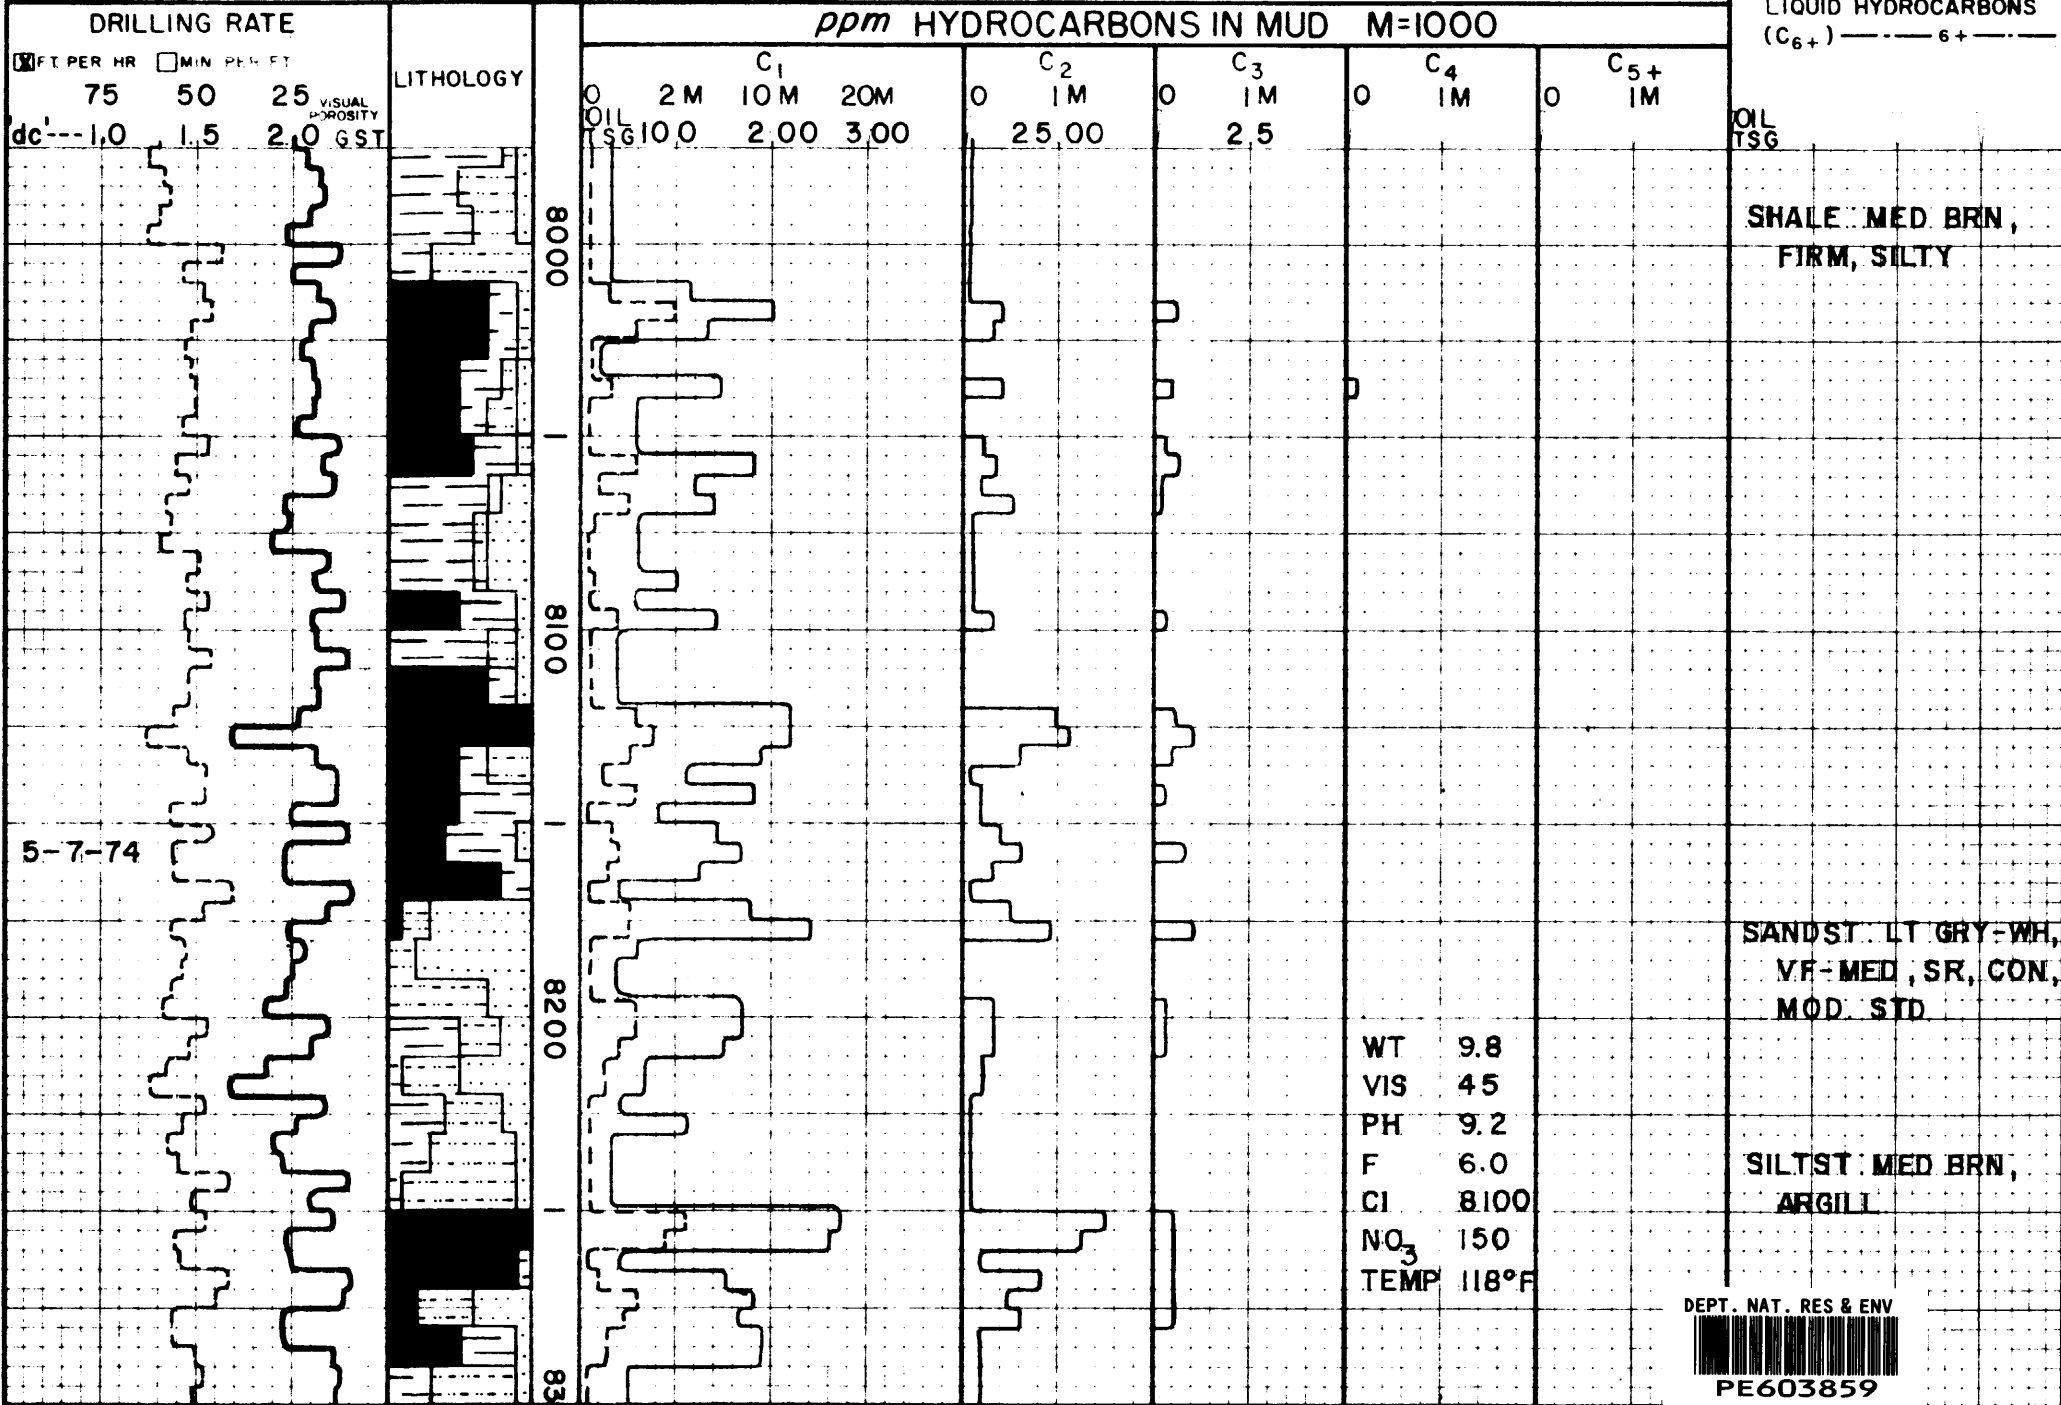 DRILLING RATE
FT. PER HR MIN PER FT
75 50 25 VISUAL POROSITY
'dc'--- 1.0 1.5 2.0 GST
LITHOLOGY
ppm HYDROCARBONS IN MUD M=1000
C1 C2 C3 C4 C5+
0 2M 10M 20M 0 1M 0 1M 0 1M 0 1M
OIL
TSG 10.0 2.00 3.00 25.00 2.5
LIQUID HYDROCARBONS
(C6+) 6+
OIL
TSG
8000
SHALE: MED BRN,
FIRM, SILTY
8100
5-7-74
SANDST: LT GRY-WH,
VF-MED, SR, CON,
MOD. STD
8200
WT 9.8
VIS 45
PH 9.2
F 6.0
Cl 8100
NO3 150
TEMP 118°F
SILTST: MED BRN,
ARGILL
83
DEPT. NAT. RES & ENV
PE603859